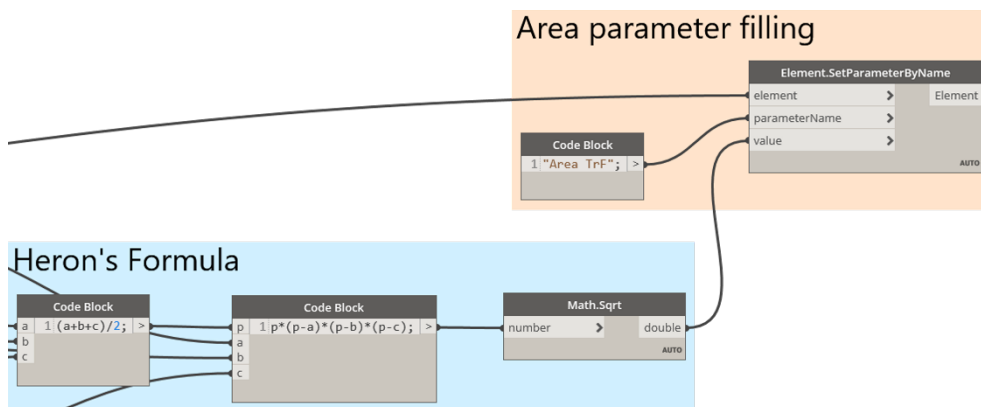 Area parameter filling
Element.SetParameterByName
element > Element
parameterName >
value >
AUTO
Code Block
1 "Area TrF"; >
Heron's Formula
Code Block
a 1 (a+b+c)/2; >
b
c
Code Block
p 1 p*(p-a)*(p-b)*(p-c); >
a
b
c
Math.Sqrt
number > double
AUTO